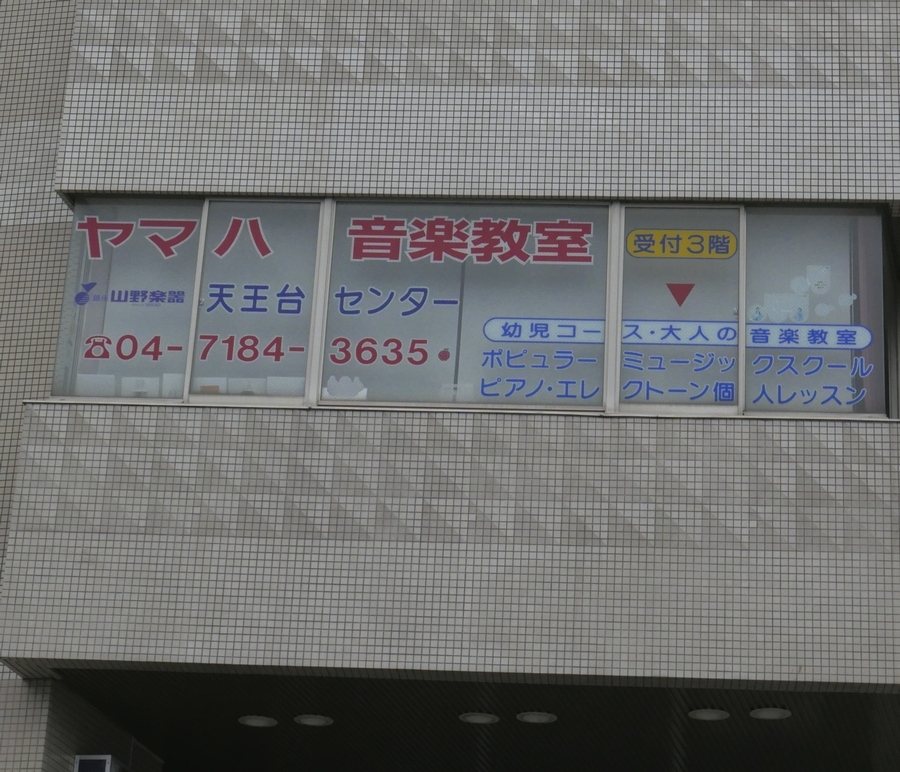 ヤマハ 音楽教室
受付3階
山野楽器 天王台 センター
幼児コース・大人の音楽教室
☎04-7184-3635
ポピュラーミュージックスクール
ピアノ・エレクトーン個人レッスン